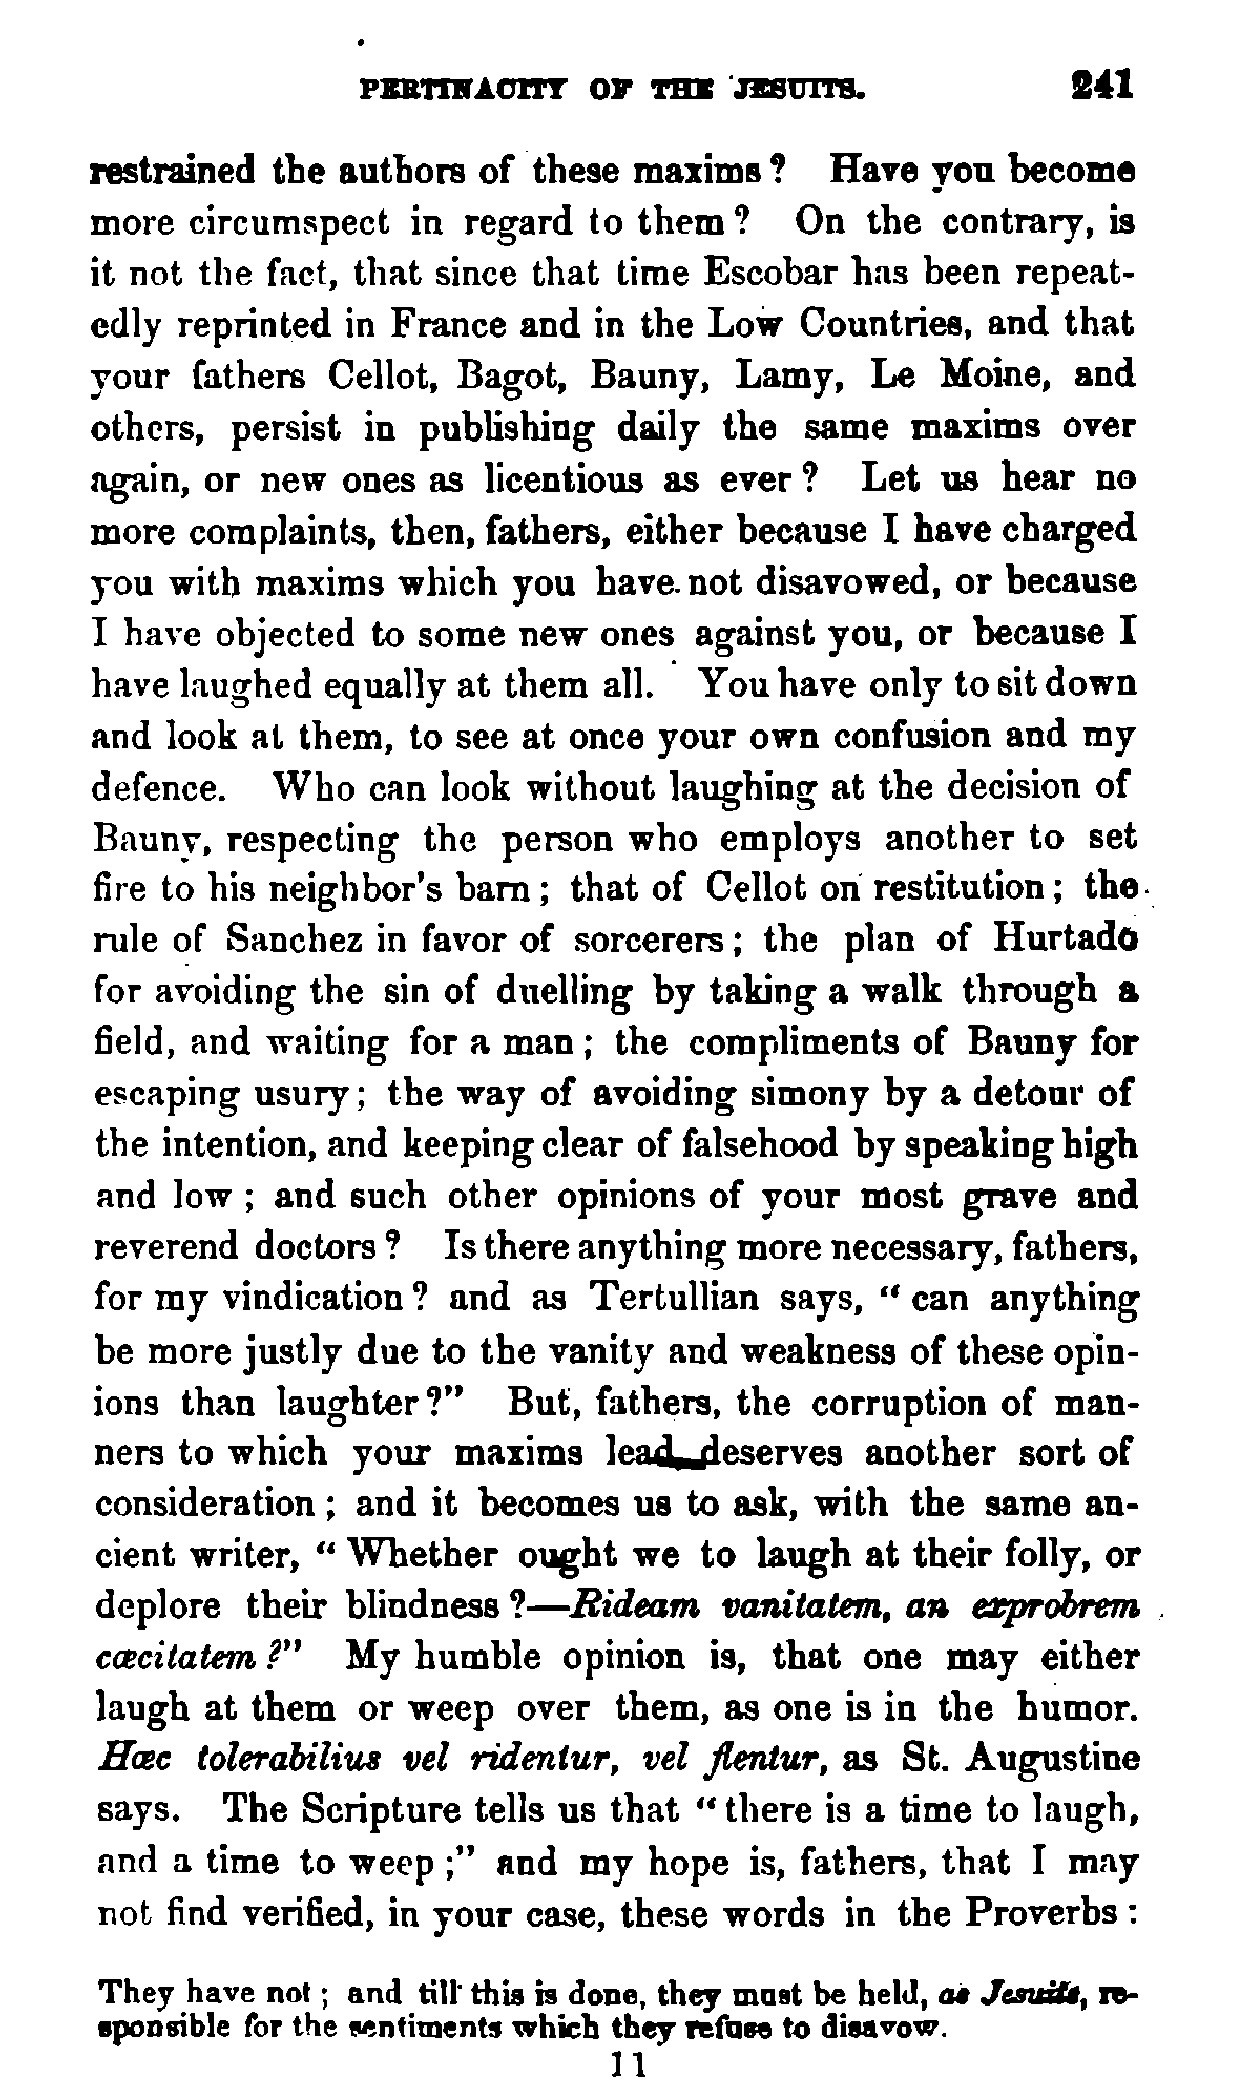 PERTINACITY OF THE JESUITS. 241
restrained the authors of these maxims? Have you become
more circumspect in regard to them? On the contrary, is
it not the fact, that since that time Escobar has been repeat-
edly reprinted in France and in the Low Countries, and that
your fathers Cellot, Bagot, Bauny, Lamy, Le Moine, and
others, persist in publishing daily the same maxims over
again, or new ones as licentious as ever? Let us hear no
more complaints, then, fathers, either because I have charged
you with maxims which you have not disavowed, or because
I have objected to some new ones against you, or because I
have laughed equally at them all. You have only to sit down
and look at them, to see at once your own confusion and my
defence. Who can look without laughing at the decision of
Bauny, respecting the person who employs another to set
fire to his neighbor's barn; that of Cellot on restitution; the
rule of Sanchez in favor of sorcerers; the plan of Hurtado
for avoiding the sin of duelling by taking a walk through a
field, and waiting for a man; the compliments of Bauny for
escaping usury; the way of avoiding simony by a detour of
the intention, and keeping clear of falsehood by speaking high
and low; and such other opinions of your most grave and
reverend doctors? Is there anything more necessary, fathers,
for my vindication? and as Tertullian says, "can anything
be more justly due to the vanity and weakness of these opin-
ions than laughter?" But, fathers, the corruption of man-
ners to which your maxims lead deserves another sort of
consideration; and it becomes us to ask, with the same an-
cient writer, "Whether ought we to laugh at their folly, or
deplore their blindness?—Rideam vanitatem, an exprobrem
cæcitatem?" My humble opinion is, that one may either
laugh at them or weep over them, as one is in the humor.
Hæc tolerabilius vel ridentur, vel flentur, as St. Augustine
says. The Scripture tells us that "there is a time to laugh,
and a time to weep;" and my hope is, fathers, that I may
not find verified, in your case, these words in the Proverbs:
They have not; and till this is done, they must be held, as Jesuits, re-
sponsible for the sentiments which they refuse to disavow.
11